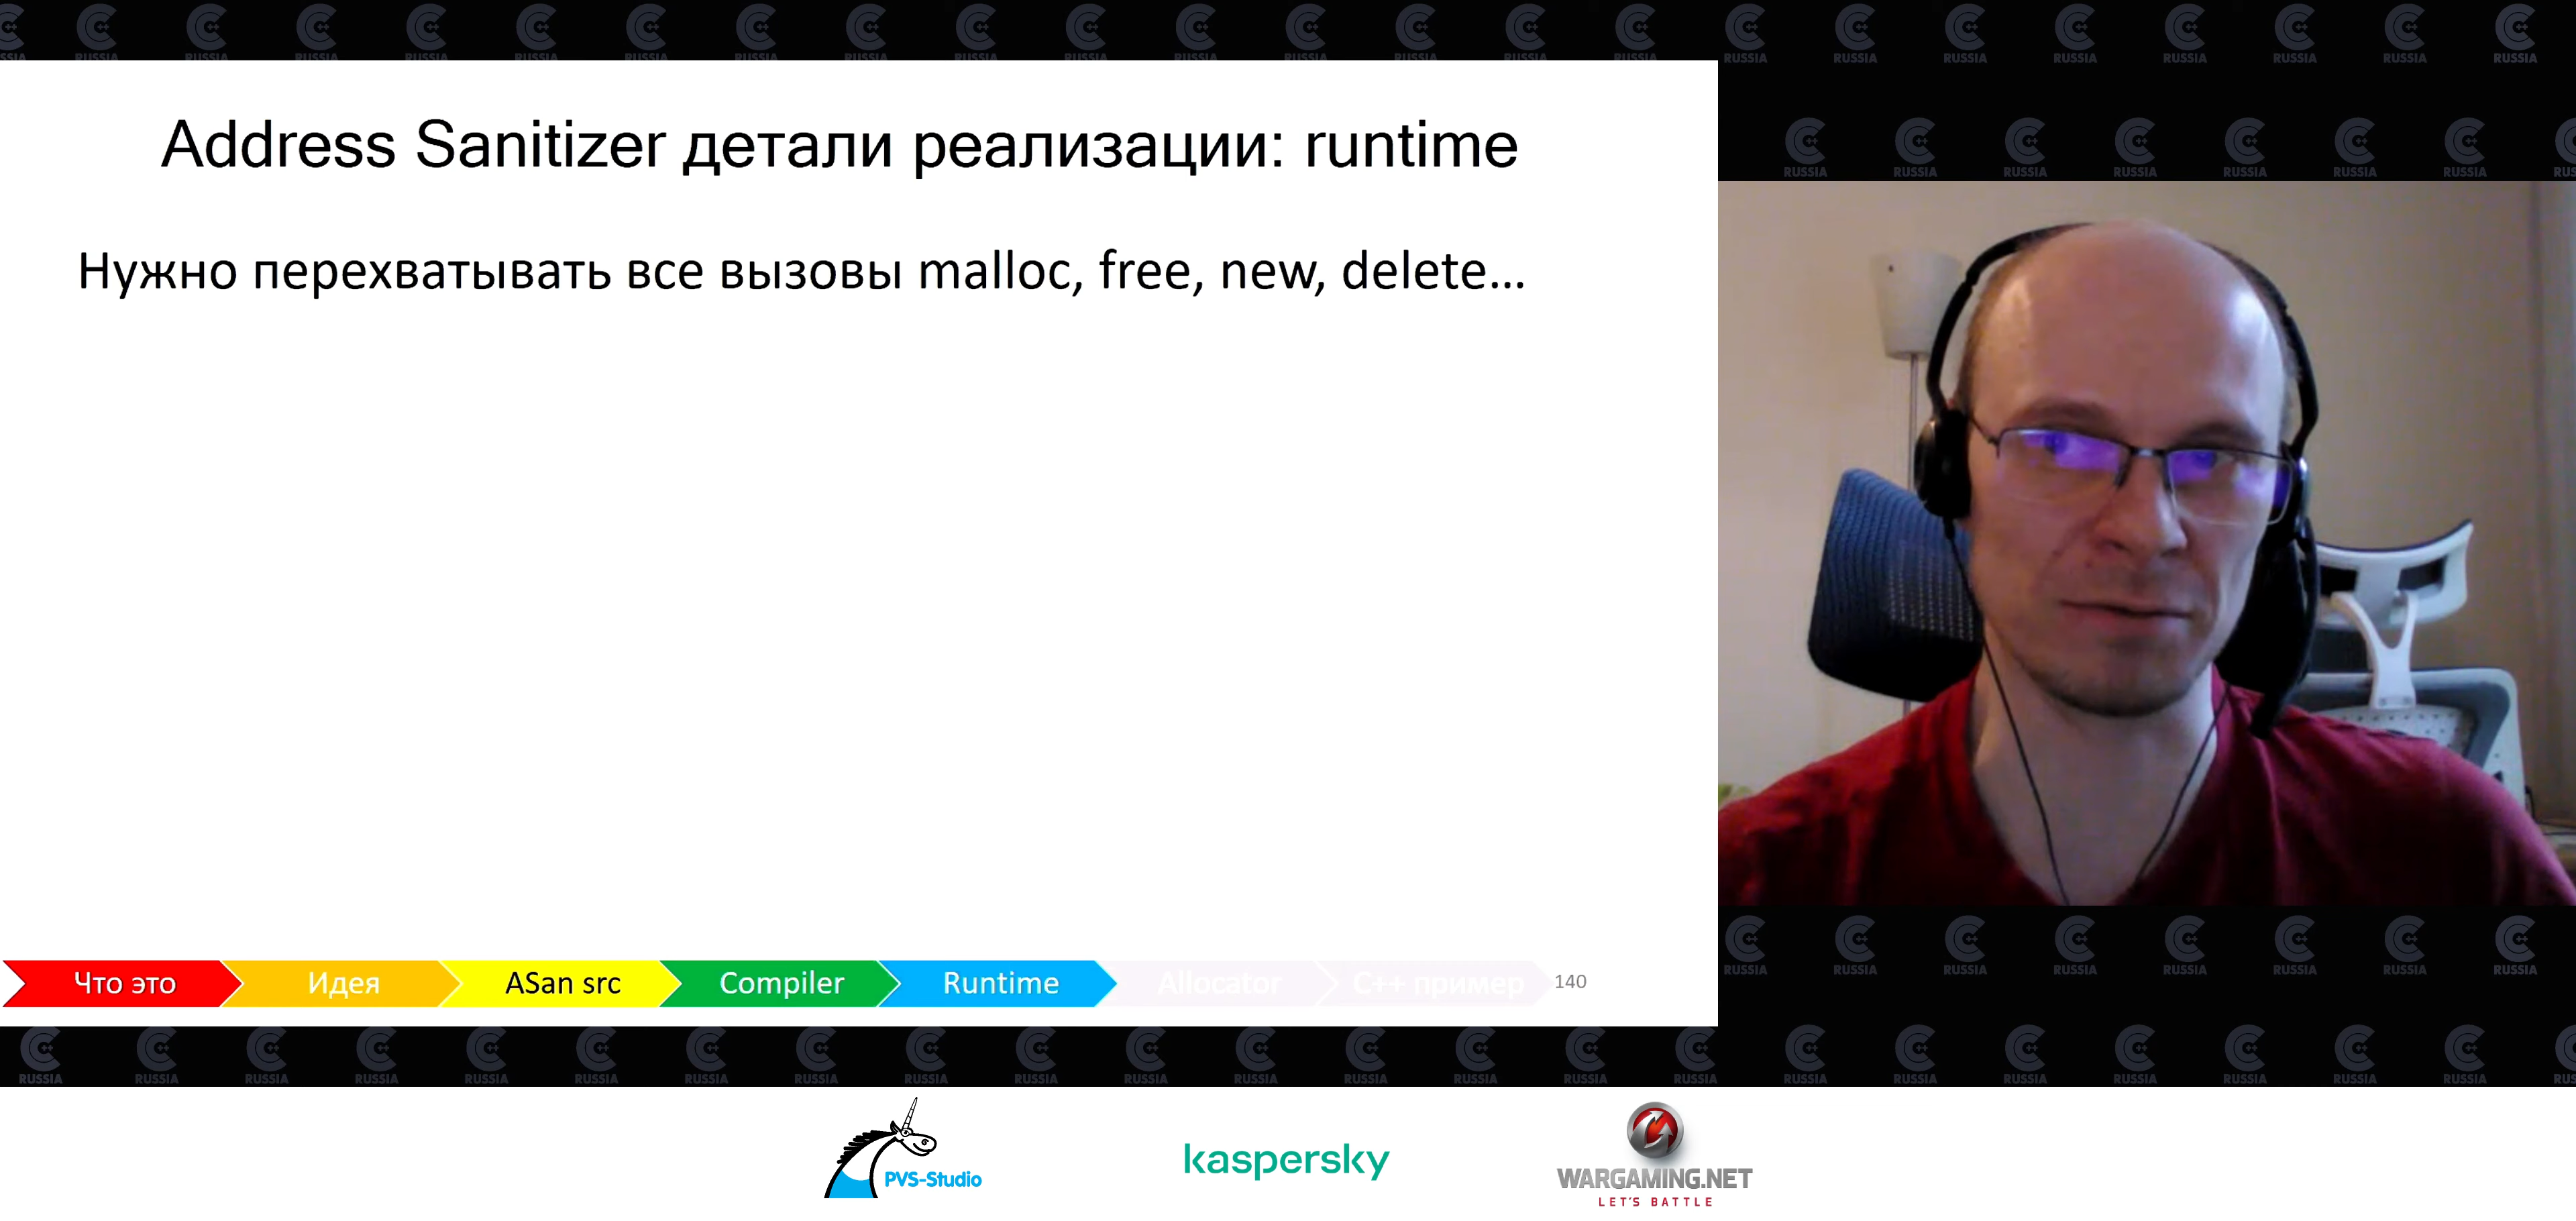 Address Sanitizer детали реализации: runtime
Нужно перехватывать все вызовы malloc, free, new, delete...
Что это
Идея
ASan src
Compiler
Runtime
Allocator
C++ пример
140
PVS-Studio
kaspersky
WARGAMING.NET
LET'S BATTLE
RUSSIA